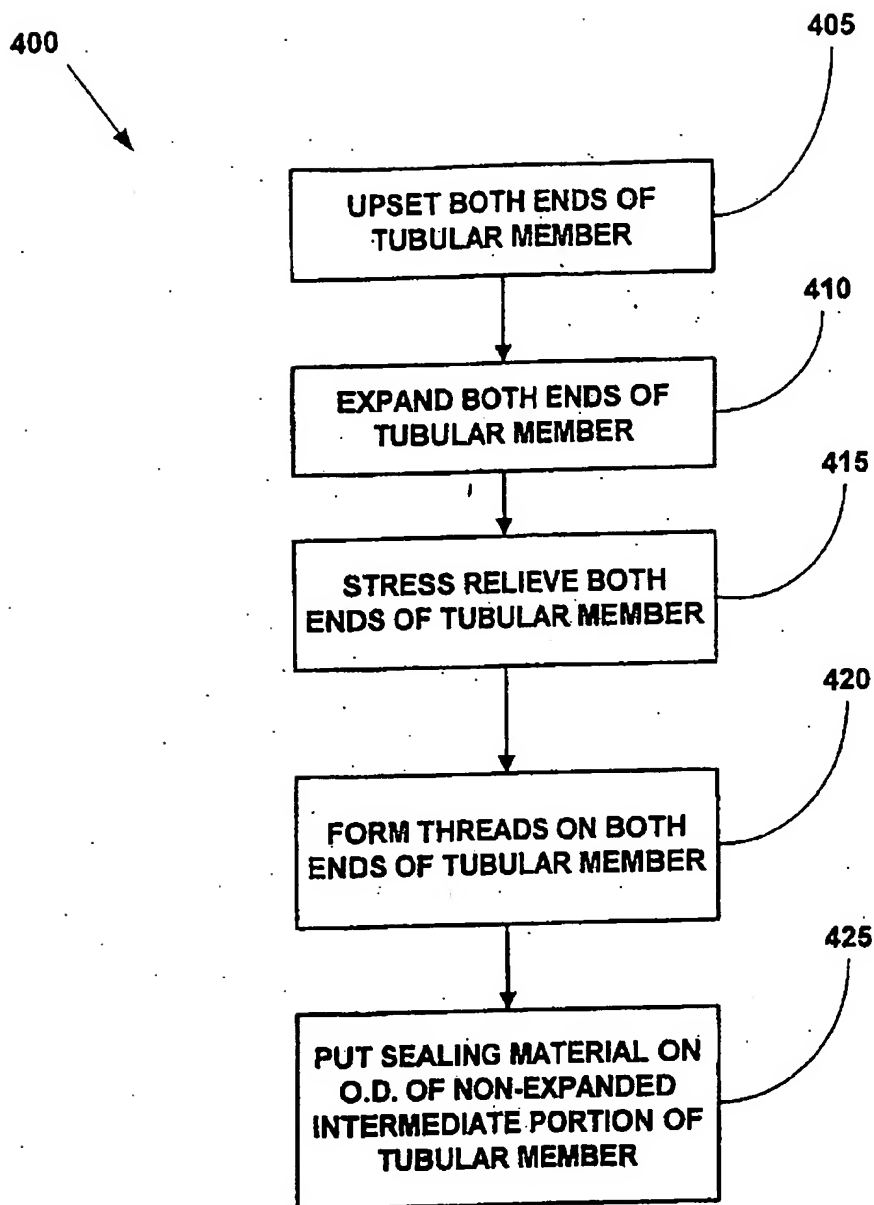 400
405
UPSET BOTH ENDS OF
TUBULAR MEMBER
410
EXPAND BOTH ENDS OF
TUBULAR MEMBER
415
STRESS RELIEVE BOTH
ENDS OF TUBULAR MEMBER
420
FORM THREADS ON BOTH
ENDS OF TUBULAR MEMBER
425
PUT SEALING MATERIAL ON
O.D. OF NON-EXPANDED
INTERMEDIATE PORTION OF
TUBULAR MEMBER